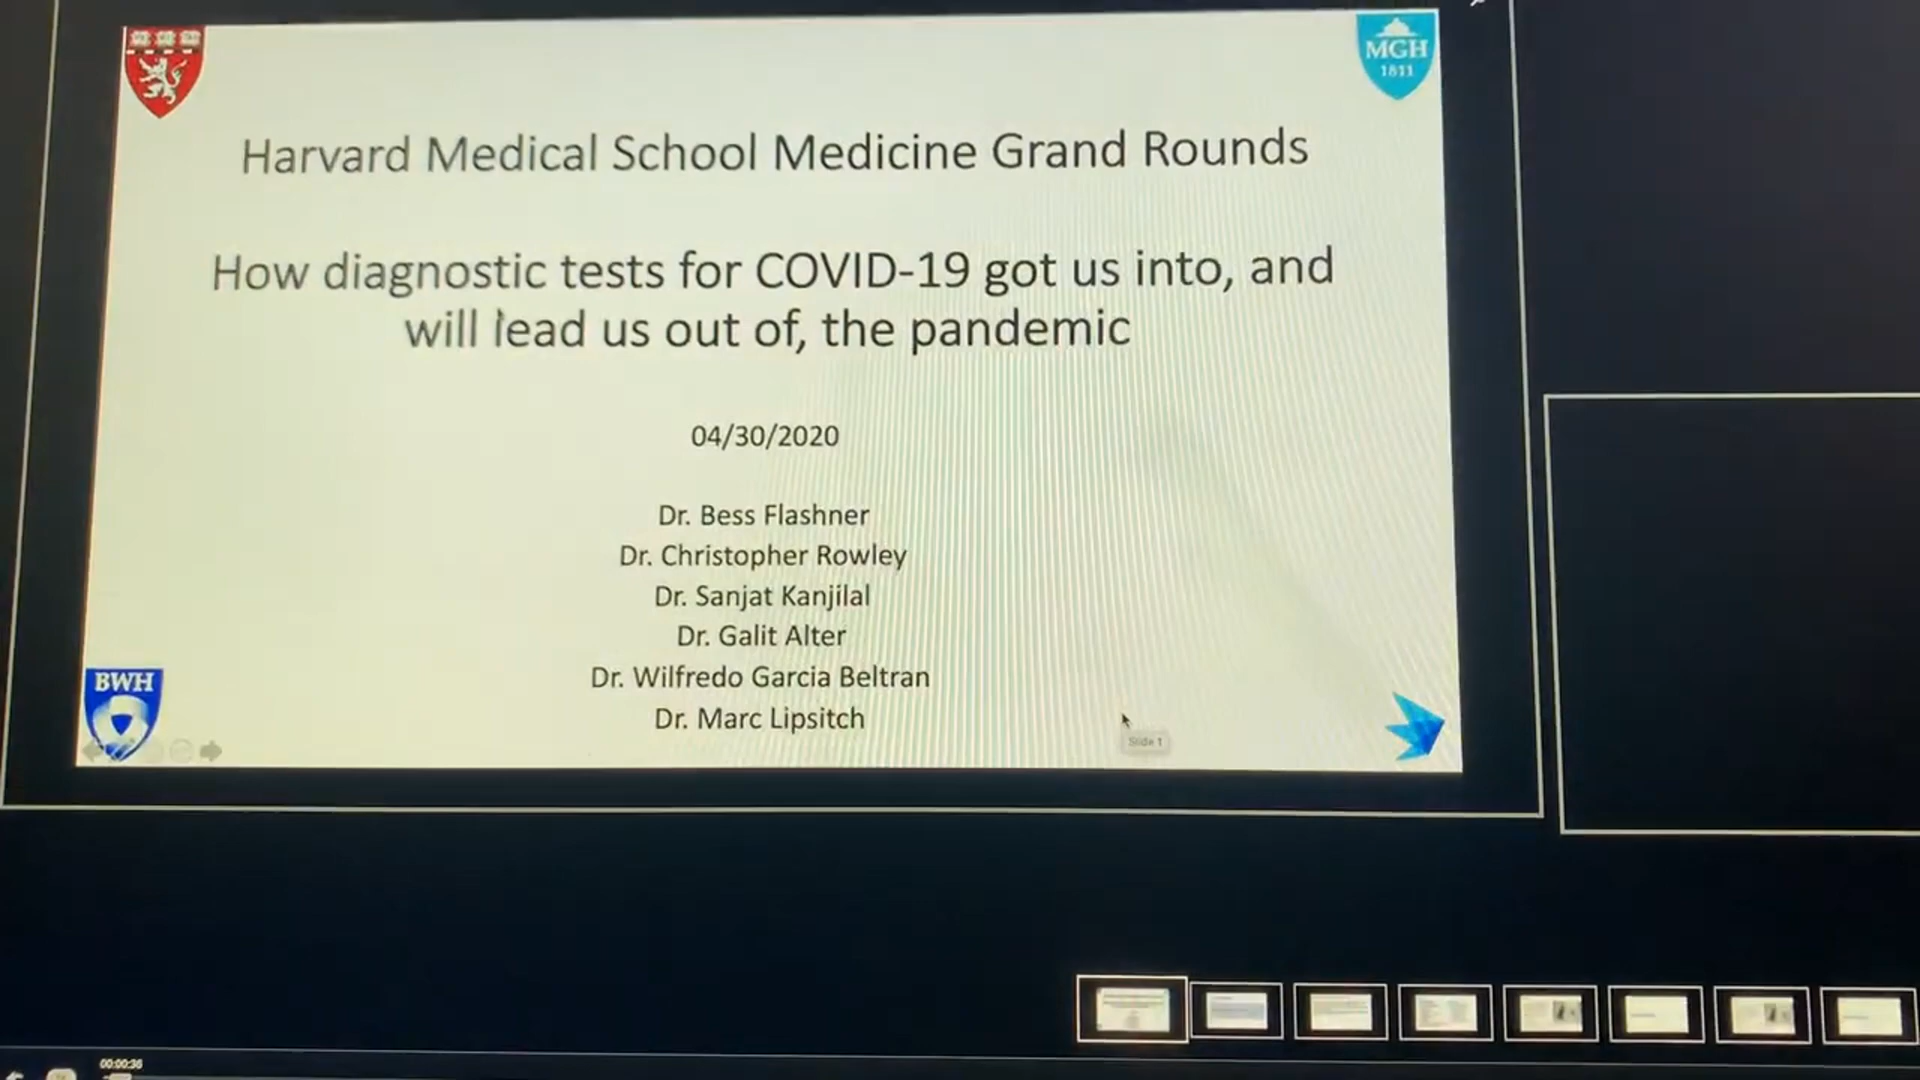 MGH
1811
Harvard Medical School Medicine Grand Rounds
How diagnostic tests for COVID-19 got us into, and
will lead us out of, the pandemic
04/30/2020
Dr. Bess Flashner
Dr. Christopher Rowley
Dr. Sanjat Kanjilal
Dr. Galit Alter
Dr. Wilfredo Garcia Beltran
Dr. Marc Lipsitch
BWH
Slide 1
00:00:36